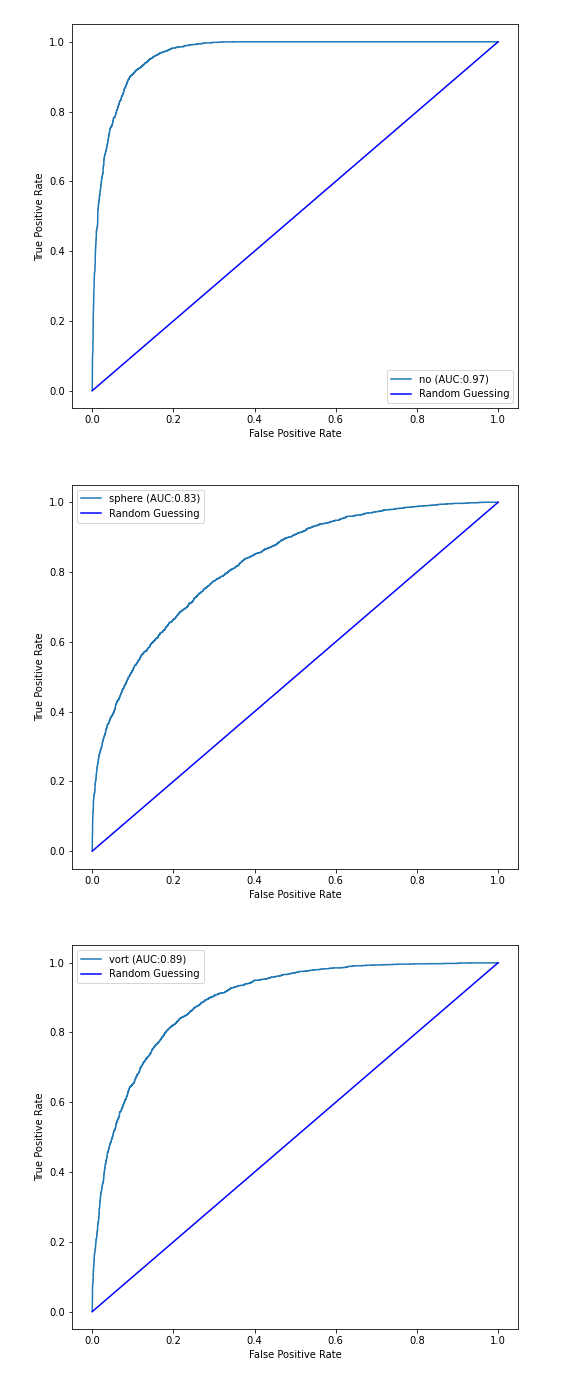 1.0
0.8
0.6
0.4
0.2
0.0
True Positive Rate
no (AUC:0.97)
Random Guessing
0.0 0.2 0.4 0.6 0.8 1.0
False Positive Rate
sphere (AUC:0.83)
Random Guessing
1.0
0.8
0.6
0.4
0.2
0.0
True Positive Rate
0.0 0.2 0.4 0.6 0.8 1.0
False Positive Rate
vort (AUC:0.89)
Random Guessing
1.0
0.8
0.6
0.4
0.2
0.0
True Positive Rate
0.0 0.2 0.4 0.6 0.8 1.0
False Positive Rate